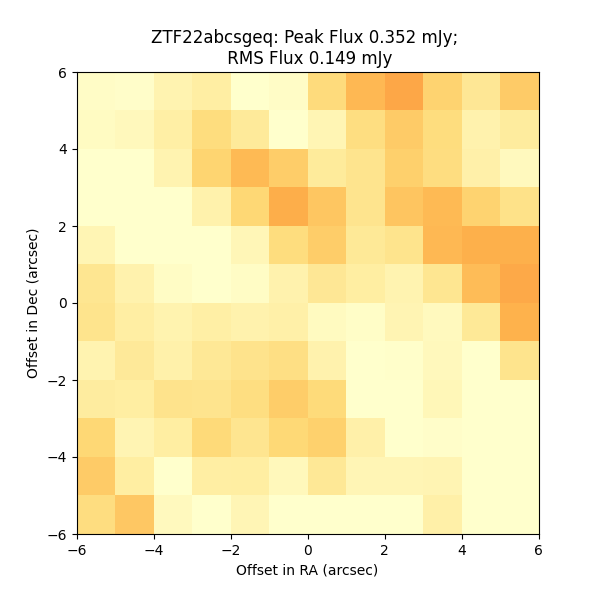 ZTF22abcsgeq: Peak Flux 0.352 mJy;
RMS Flux 0.149 mJy
6
4
2
0
−2
−4
−6
Offset in Dec (arcsec)
−6 −4 −2 0 2 4 6
Offset in RA (arcsec)